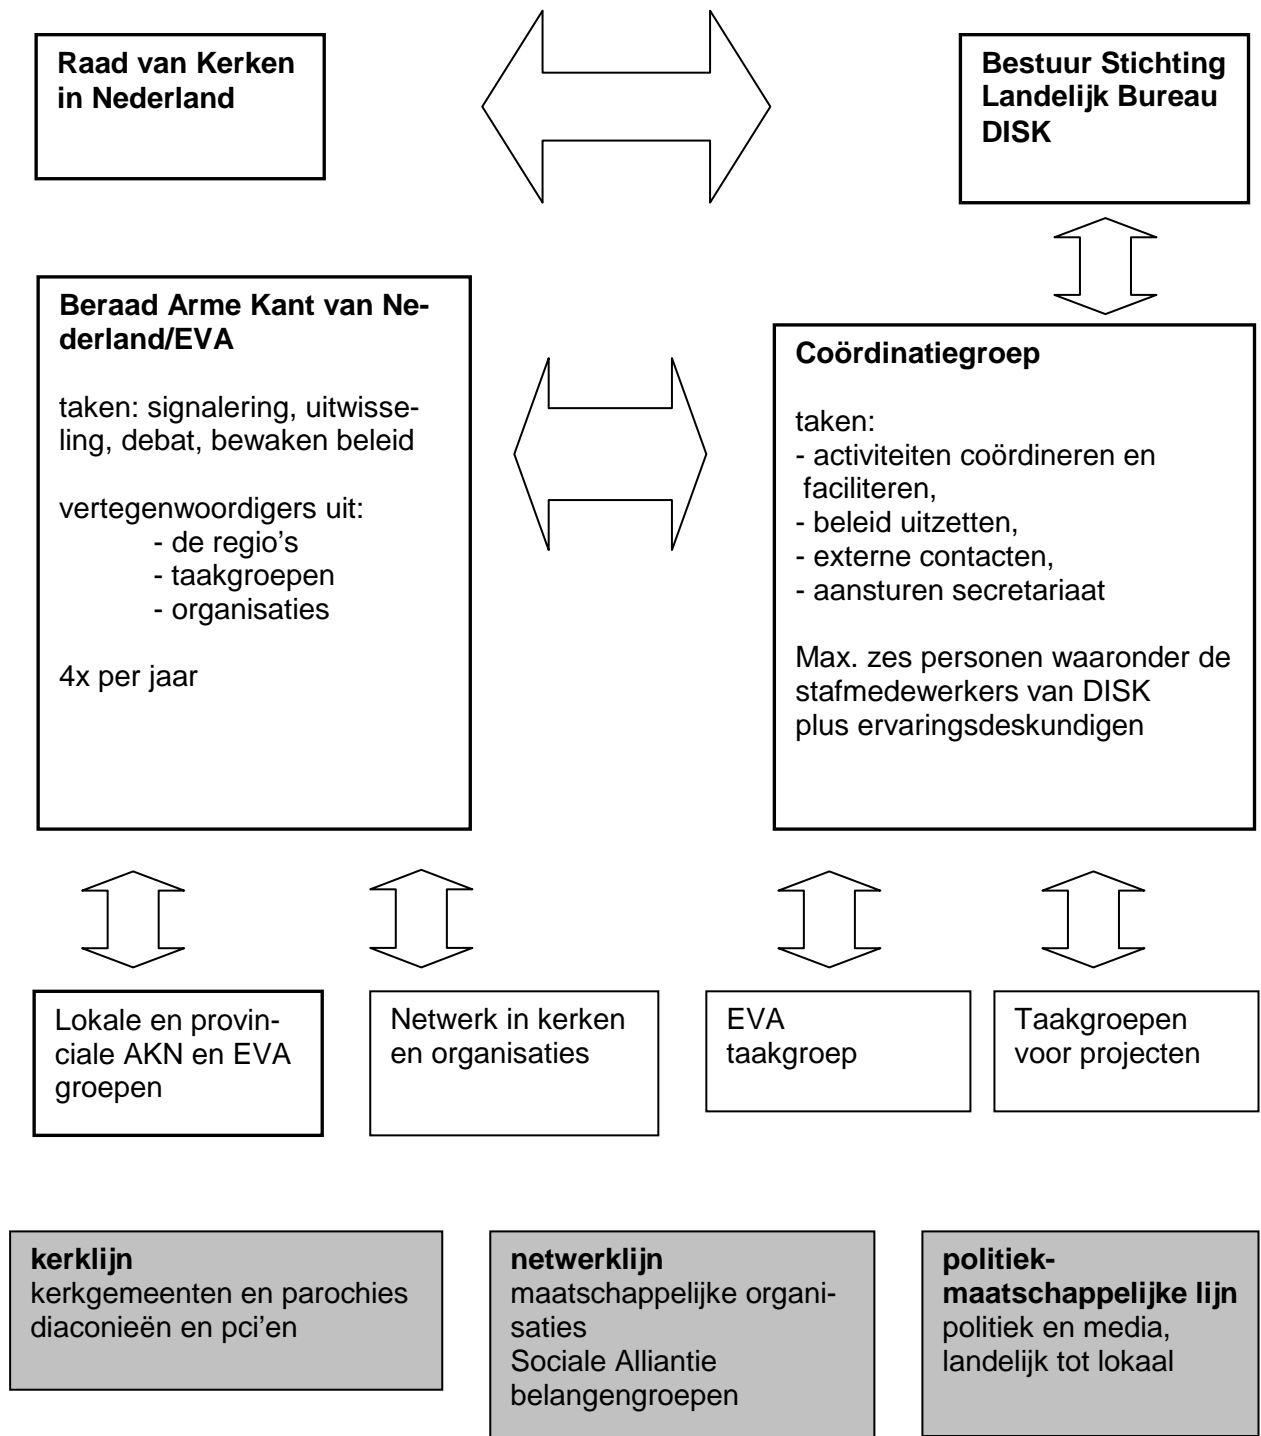 Raad van Kerken
in Nederland
Bestuur Stichting
Landelijk Bureau
DISK
Beraad Arme Kant van Ne-
derland/EVA
taken: signalering, uitwisse-
ling, debat, bewaken beleid
vertegenwoordigers uit:
- de regio's
- taakgroepen
- organisaties
4x per jaar
Coördinatiegroep
taken:
- activiteiten coördineren en
faciliteren,
- beleid uitzetten,
- externe contacten,
- aansturen secretariaat
Max. zes personen waaronder de
stafmedewerkers van DISK
plus ervaringsdeskundigen
Lokale en provin-
ciale AKN en EVA
groepen
Netwerk in kerken
en organisaties
EVA
taakgroep
Taakgroepen
voor projecten
kerklijn
kerkgemeenten en parochies
diaconieën en pci'en
netwerklijn
maatschappelijke organi-
saties
Sociale Alliantie
belangengroepen
politiek-
maatschappelijke lijn
politiek en media,
landelijk tot lokaal